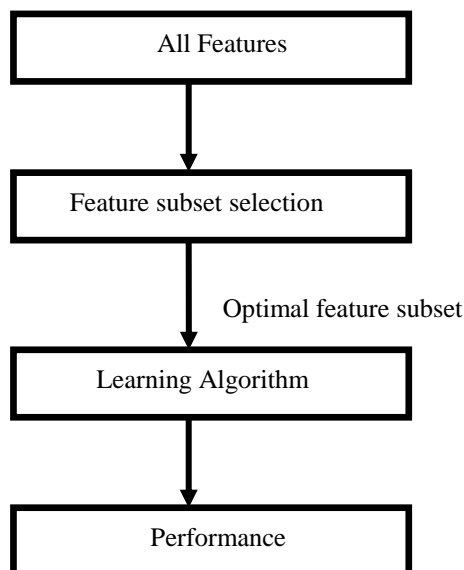 All Features
Feature subset selection
Optimal feature subset
Learning Algorithm
Performance